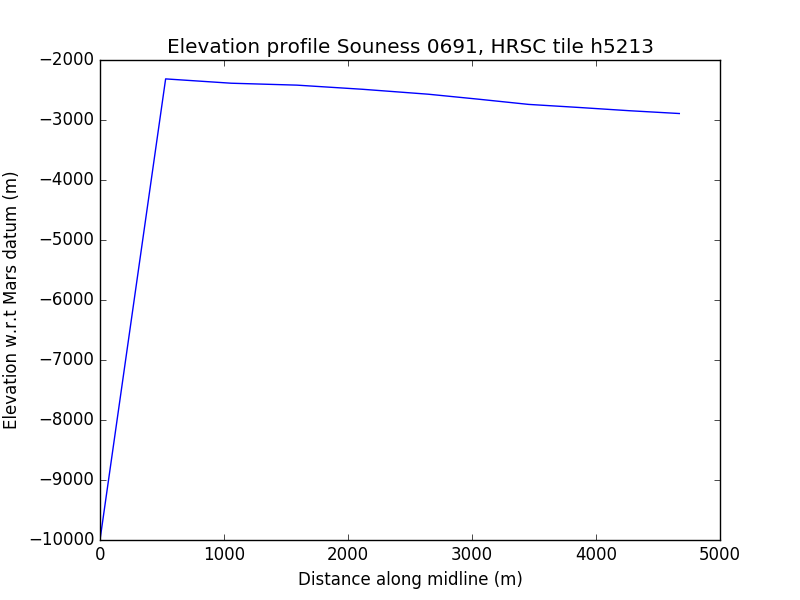 Elevation profile Souness 0691, HRSC tile h5213
−2000
−3000
−4000
−5000
−6000
−7000
−8000
−9000
−10000
Elevation w.r.t Mars datum (m)
0 1000 2000 3000 4000 5000
Distance along midline (m)